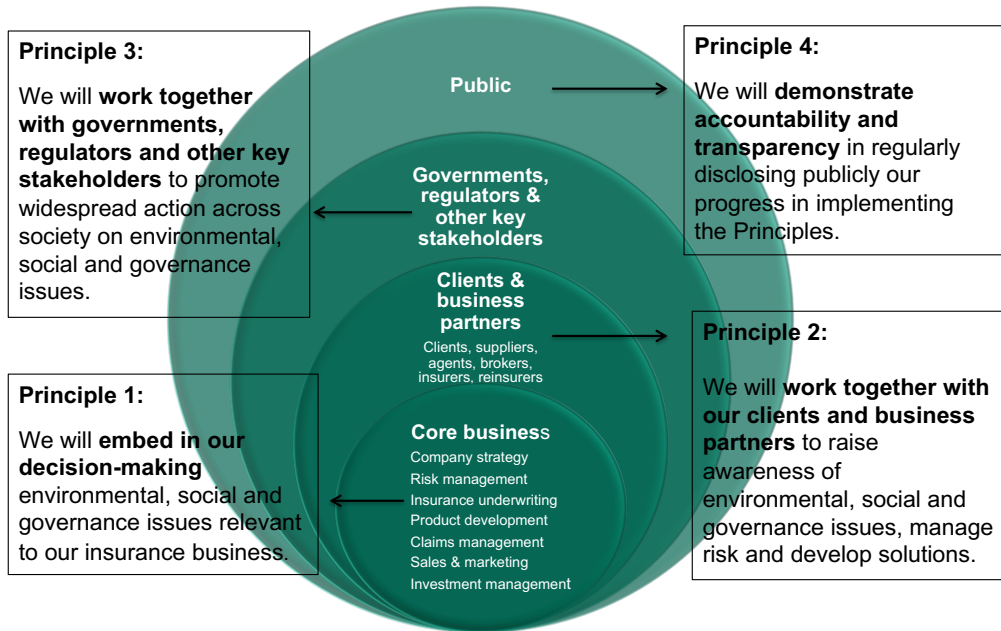 Principle 3:
We will work together
with governments,
regulators and other key
stakeholders to promote
widespread action across
society on environmental,
social and governance
issues.
Public
Principle 4:
We will demonstrate
accountability and
transparency in regularly
disclosing publicly our
progress in implementing
the Principles.
Governments,
regulators &
other key
stakeholders
Clients &
business
partners
Clients, suppliers,
agents, brokers,
insurers, reinsurers
Principle 2:
We will work together with
our clients and business
partners to raise
awareness of
environmental, social and
governance issues, manage
risk and develop solutions.
Principle 1:
We will embed in our
decision-making
environmental, social and
governance issues relevant
to our insurance business.
Core business
Company strategy
Risk management
Insurance underwriting
Product development
Claims management
Sales & marketing
Investment management